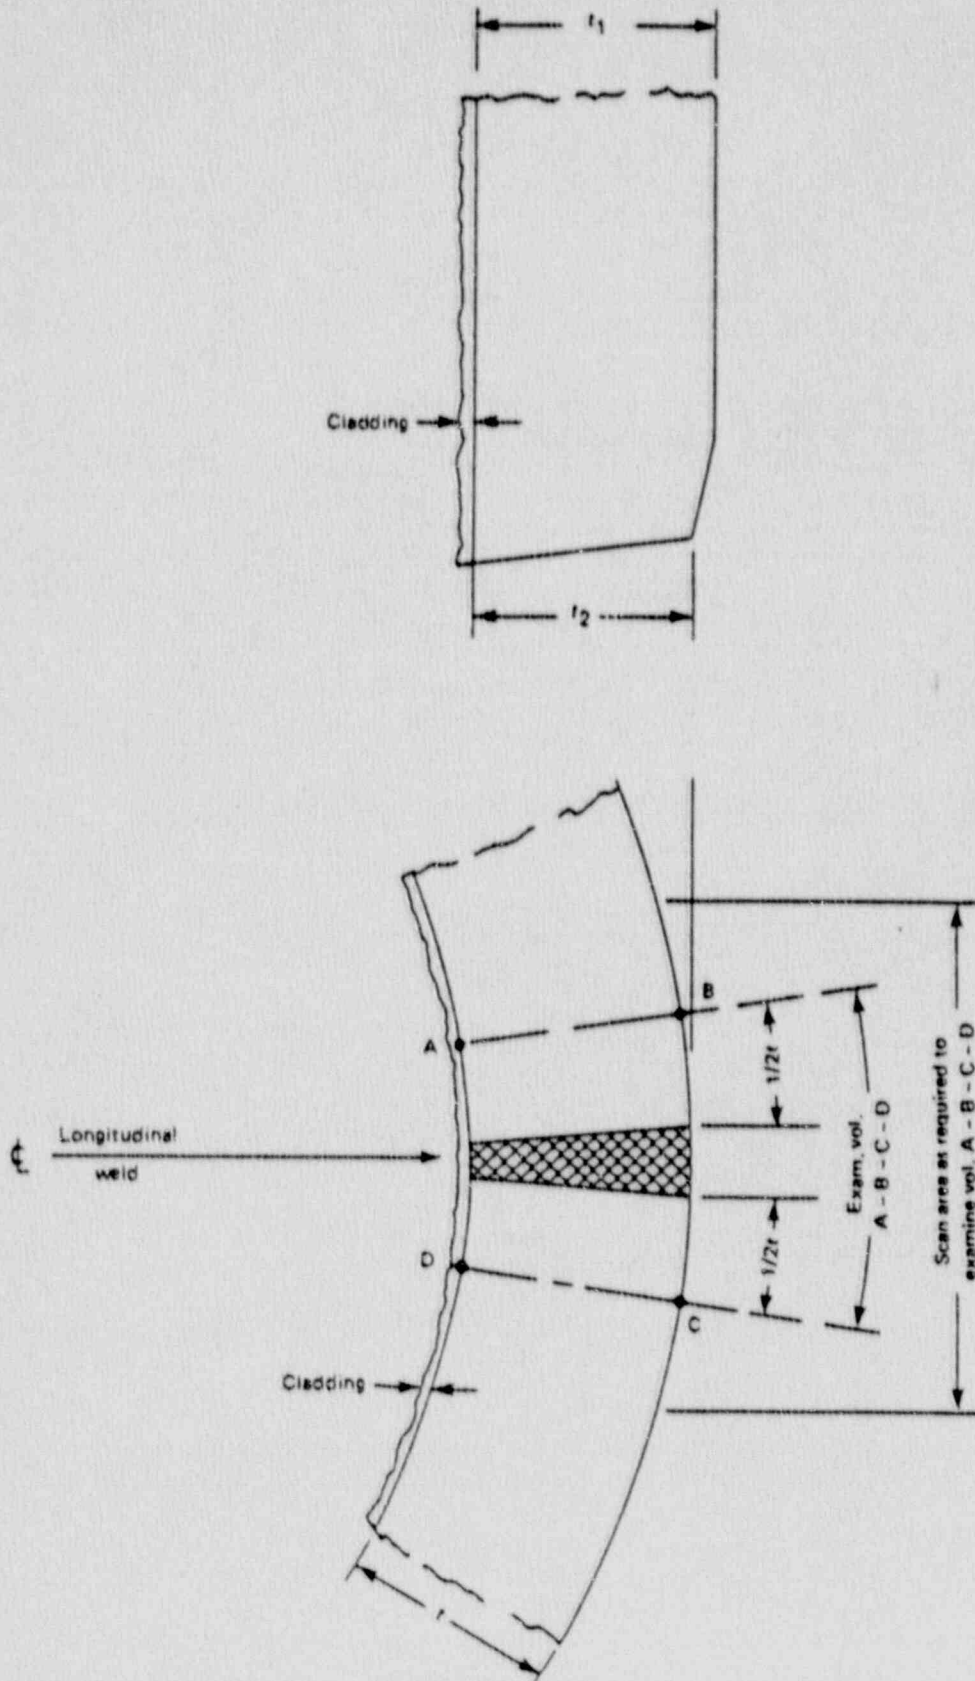 t₁
Cladding
t₂
B
A
1/2t
℄
Longitudinal
weld
Exam. vol.
A - B - C - D
Scan area as required to
examine vol. A - B - C - D
1/2t
D
C
Cladding
t